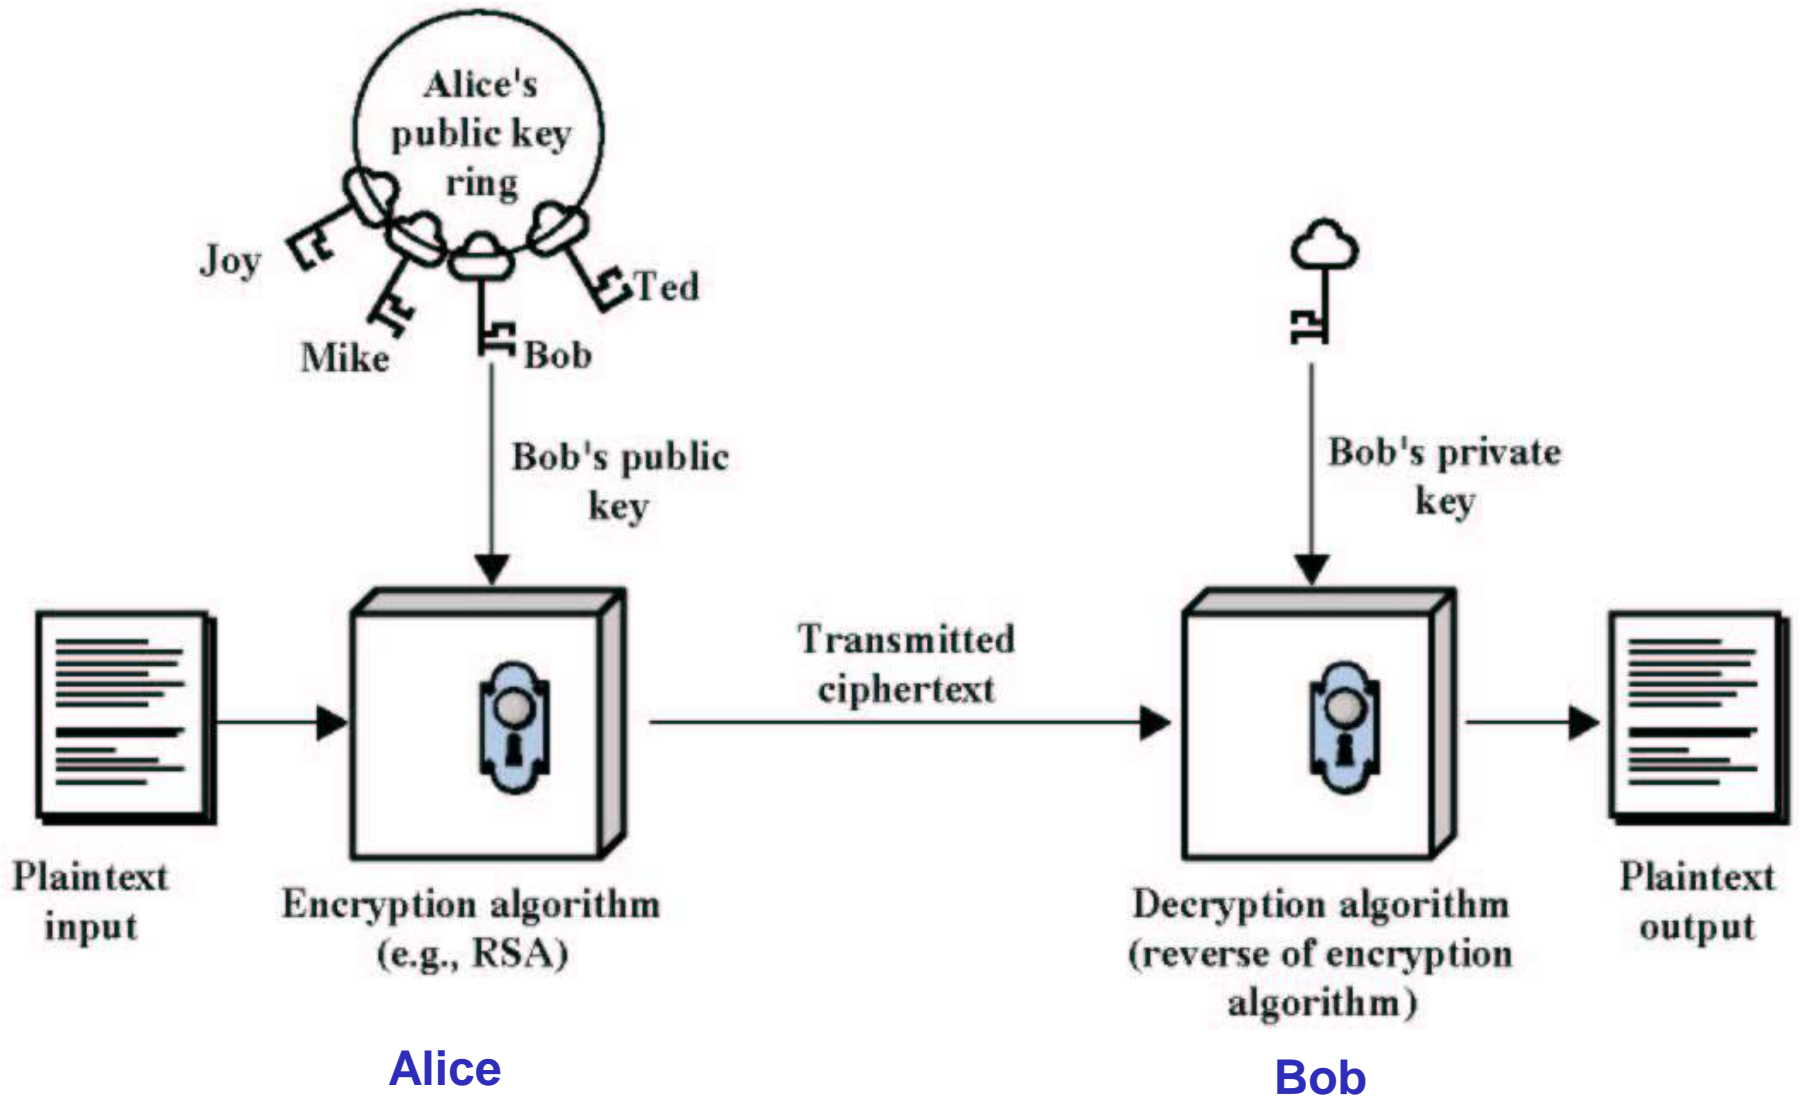 Alice's
public key
ring
Joy
Mike
Bob
Ted
Bob's public
key
Bob's private
key
Transmitted
ciphertext
Plaintext
input
Encryption algorithm
(e.g., RSA)
Decryption algorithm
(reverse of encryption
algorithm)
Plaintext
output
Alice
Bob